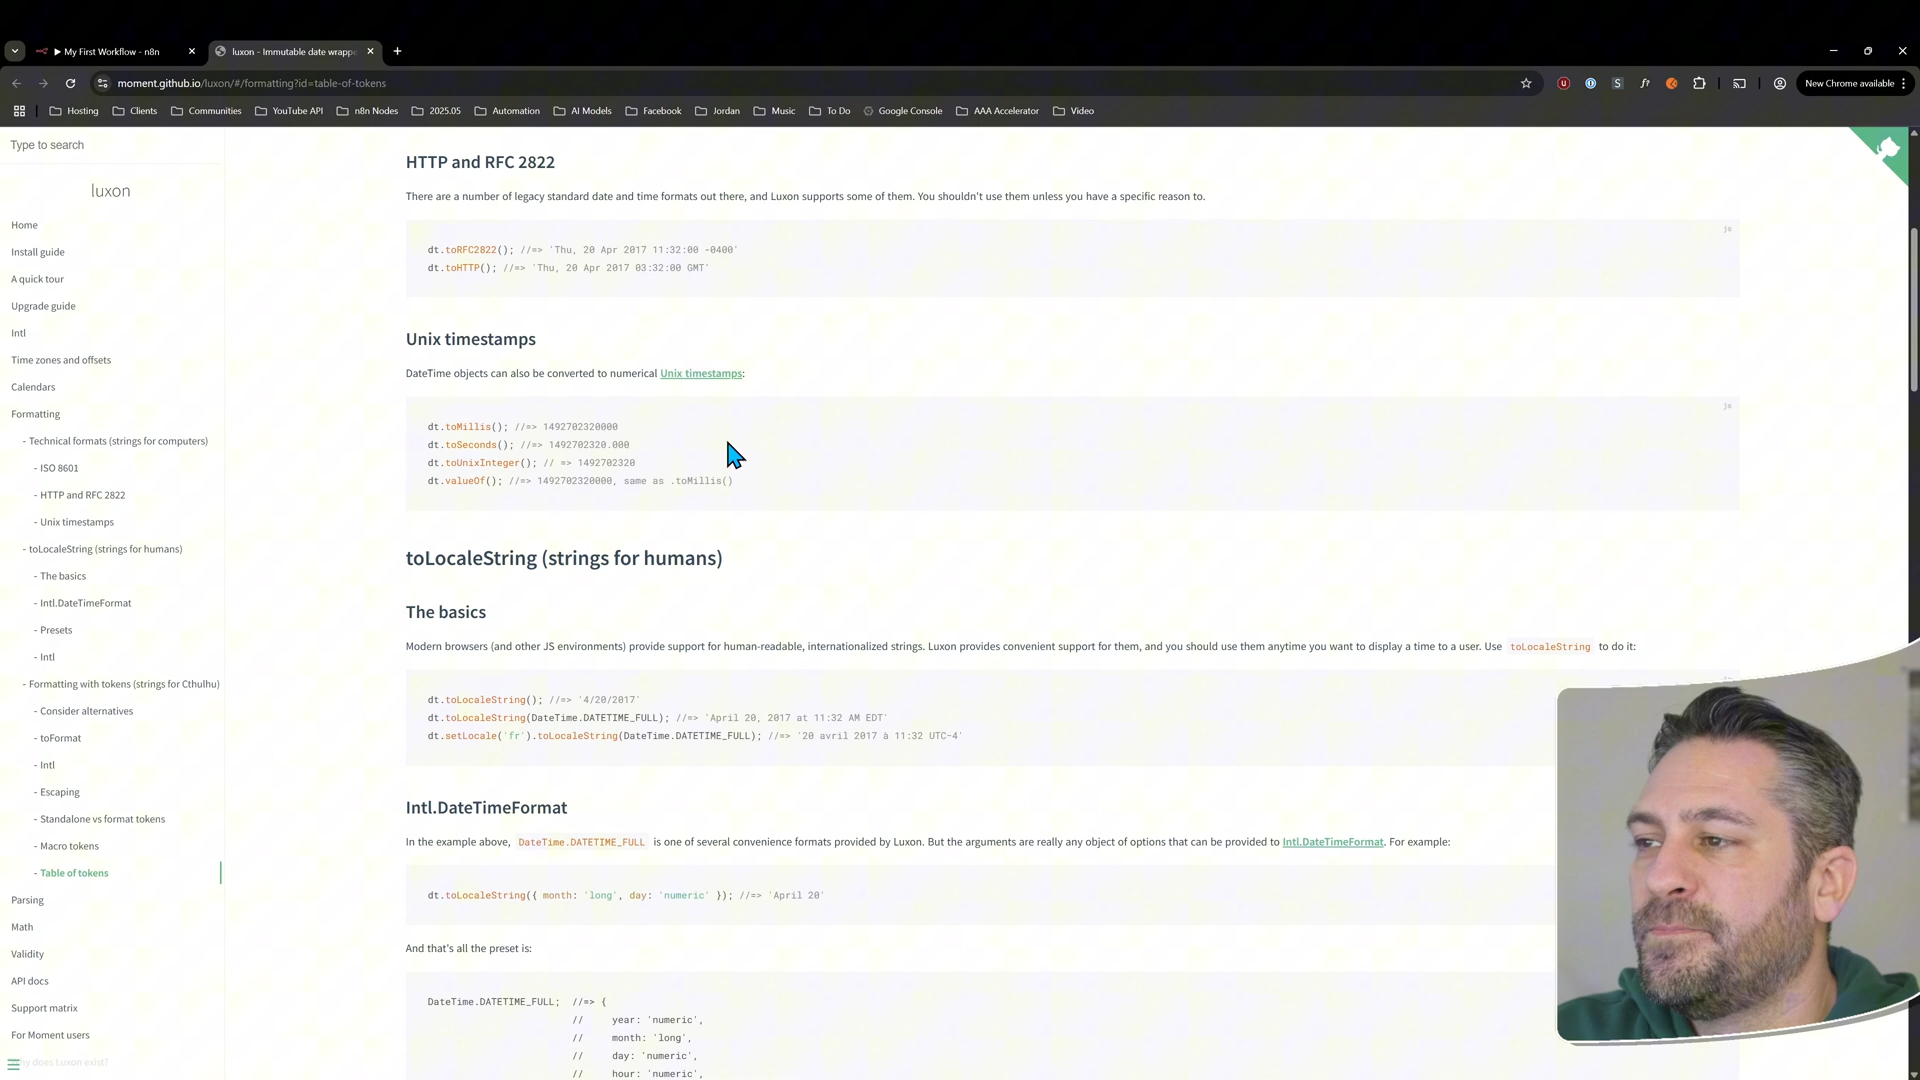 My First Workflow - n8n
luxon - Immutable date wrappe
moment.github.io/luxon/#/formatting?id=table-of-tokens
New Chrome available
Hosting
Clients
Communities
YouTube API
n8n Nodes
2025.05
Automation
AI Models
Facebook
Jordan
Music
To Do
Google Console
AAA Accelerator
Video
Type to search
luxon
Home
Install guide
A quick tour
Upgrade guide
Intl
Time zones and offsets
Calendars
Formatting
- Technical formats (strings for computers)
- ISO 8601
- HTTP and RFC 2822
- Unix timestamps
- toLocaleString (strings for humans)
- The basics
- Intl.DateTimeFormat
- Presets
- Intl
- Formatting with tokens (strings for Cthulhu)
- Consider alternatives
- toFormat
- Intl
- Escaping
- Standalone vs format tokens
- Macro tokens
- Table of tokens
Parsing
Math
Validity
API docs
Support matrix
For Moment users
does Luxon exist?
HTTP and RFC 2822
There are a number of legacy standard date and time formats out there, and Luxon supports some of them. You shouldn't use them unless you have a specific reason to.
js
dt.toRFC2822(); //=> 'Thu, 20 Apr 2017 11:32:00 -0400'
dt.toHTTP(); //=> 'Thu, 20 Apr 2017 03:32:00 GMT'
Unix timestamps
DateTime objects can also be converted to numerical Unix timestamps:
js
dt.toMillis(); //=> 1492702320000
dt.toSeconds(); //=> 1492702320.000
dt.toUnixInteger(); // => 1492702320
dt.valueOf(); //=> 1492702320000, same as .toMillis()
toLocaleString (strings for humans)
The basics
Modern browsers (and other JS environments) provide support for human-readable, internationalized strings. Luxon provides convenient support for them, and you should use them anytime you want to display a time to a user. Use toLocaleString to do it:
dt.toLocaleString(); //=> '4/20/2017'
dt.toLocaleString(DateTime.DATETIME_FULL); //=> 'April 20, 2017 at 11:32 AM EDT'
dt.setLocale('fr').toLocaleString(DateTime.DATETIME_FULL); //=> '20 avril 2017 à 11:32 UTC−4'
Intl.DateTimeFormat
In the example above, DateTime.DATETIME_FULL is one of several convenience formats provided by Luxon. But the arguments are really any object of options that can be provided to Intl.DateTimeFormat. For example:
dt.toLocaleString({ month: 'long', day: 'numeric' }); //=> 'April 20'
And that's all the preset is:
DateTime.DATETIME_FULL; //=> {
// year: 'numeric',
// month: 'long',
// day: 'numeric',
// hour: 'numeric',